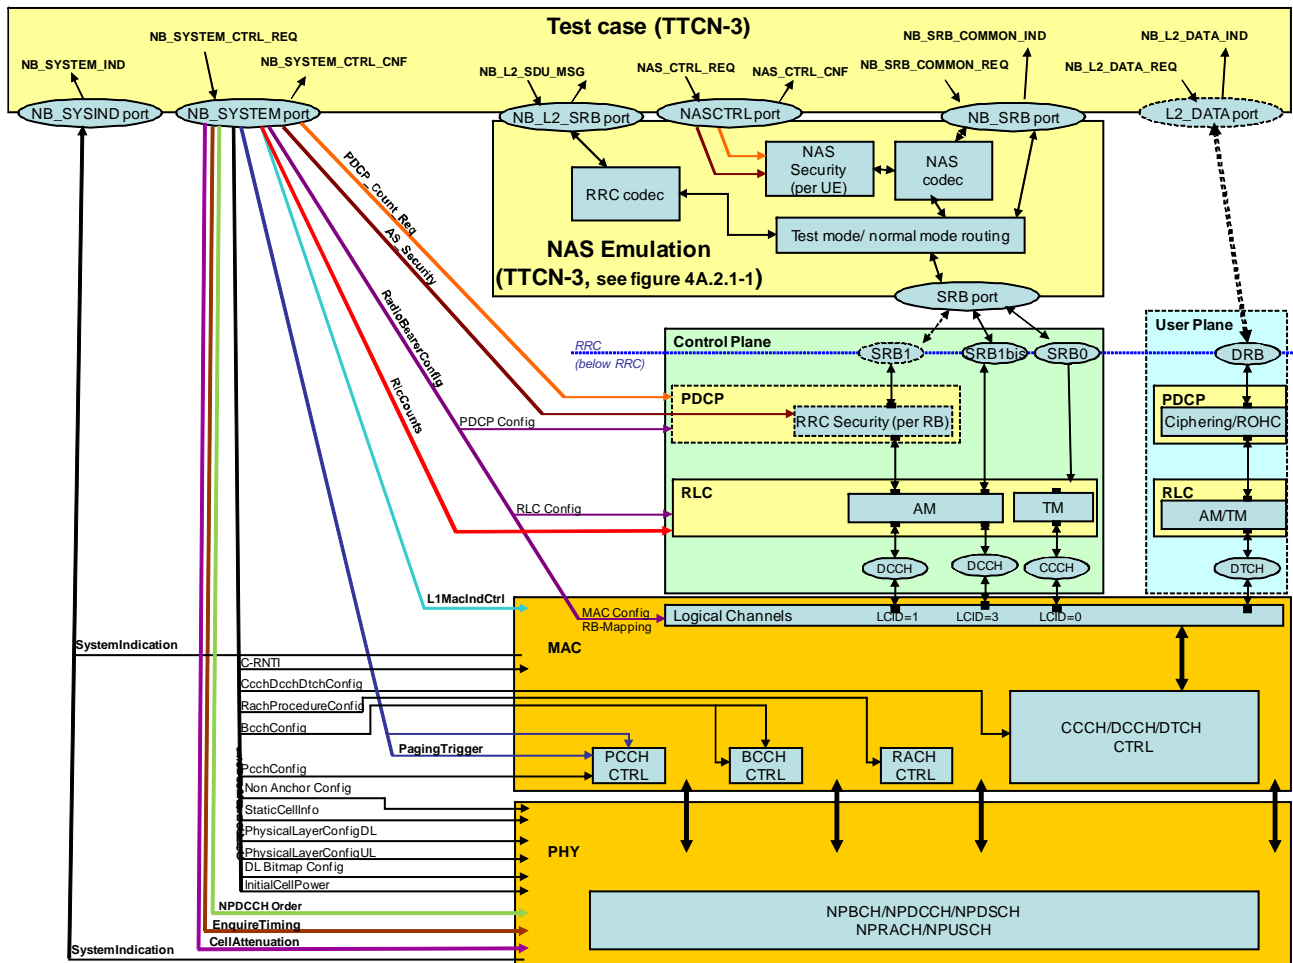 Test case (TTCN-3)
NB_SYSTEM_CTRL_REQ
NB_SYSTEM_IND
NB_SYSTEM_CTRL_CNF
NB_L2_SDU_MSG
NAS_CTRL_REQ
NAS_CTRL_CNF
NB_SRB_COMMON_IND
NB_SRB_COMMON_REQ
NB_L2_DATA_IND
NB_L2_DATA_REQ
NB_SYSIND port
NB_SYSTEM port
NB_L2_SRB port
NASCTRL port
NB_SRB port
L2_DATA port
NAS
Security
(per UE)
NAS
codec
RRC codec
Test mode/ normal mode routing
NAS Emulation
(TTCN-3, see figure 4A.2.1-1)
SRB port
PDCP_Count_Req
AS_Security
RadioBearerConfig
RlcCounts
RRC
(below RRC)
Control Plane
User Plane
SRB1
SRB1bis
SRB0
DRB
PDCP
RRC Security (per RB)
PDCP Config
PDCP
Ciphering/ROHC
RLC
AM
TM
RLC Config
RLC
AM/TM
DCCH
DCCH
CCCH
DTCH
L1MacIndCtrl
MAC Config
RB-Mapping
Logical Channels
LCID=1
LCID=3
LCID=0
MAC
SystemIndication
C-RNTI
CcchDcchDtchConfig
RachProcedureConfig
BcchConfig
PagingTrigger
PcchConfig
PCCH
CTRL
BCCH
CTRL
RACH
CTRL
CCCH/DCCH/DTCH
CTRL
Non Anchor Config
StaticCellInfo
PhysicalLayerConfigDL
PhysicalLayerConfigUL
DL Bitmap Config
InitialCellPower
PHY
NPDCCH Order
EnquireTiming
CellAttenuation
SystemIndication
NPBCH/NPDCCH/NPDSCH
NPRACH/NPUSCH